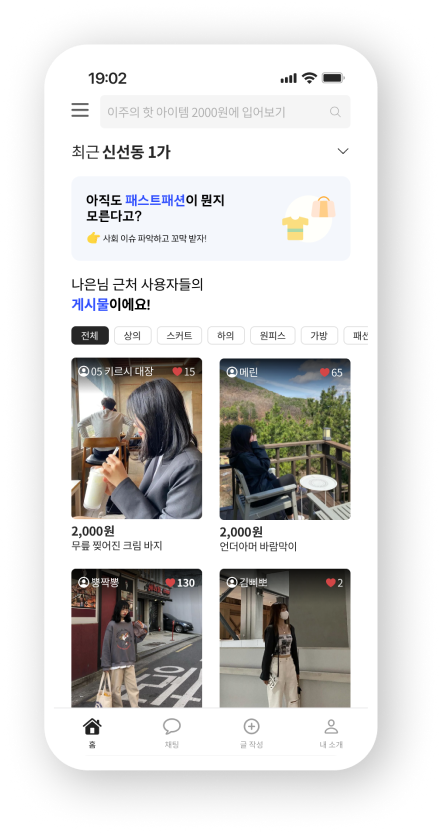 19:02
이주의 핫 아이템 2000원에 입어보기
최근 신선동 1가
아직도 패스트패션이 뭔지
모른다고?
👉 사회 이슈 파악하고 꼬막 받자!
나은님 근처 사용자들의
게시물이에요!
전체 상의 스커트 하의 원피스 가방 패션
05 키르시 대장 15
메린 65
2,000원
무릎 찢어진 크림 바지
2,000원
언더아머 바람막이
뽕짝뽕 130
김삐뽀 2
홈 채팅 글 작성 내 소개